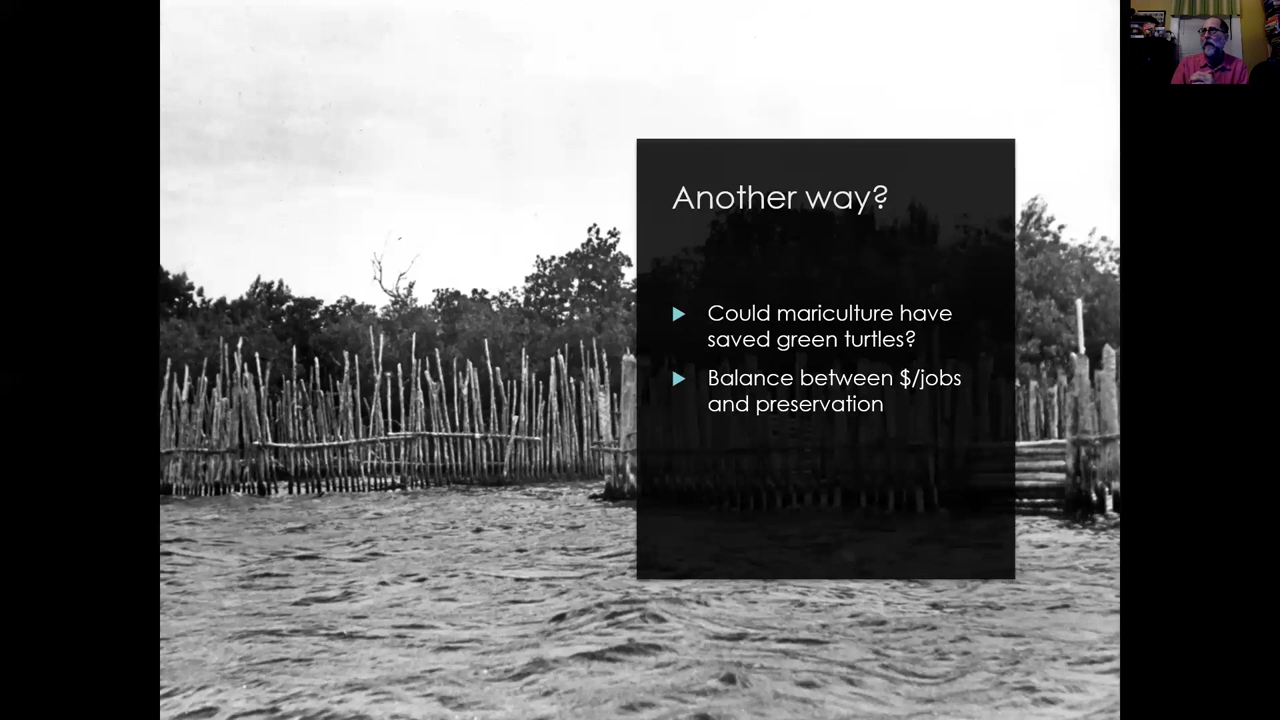 Another way?
Could mariculture have
saved green turtles?
Balance between $/jobs
and preservation